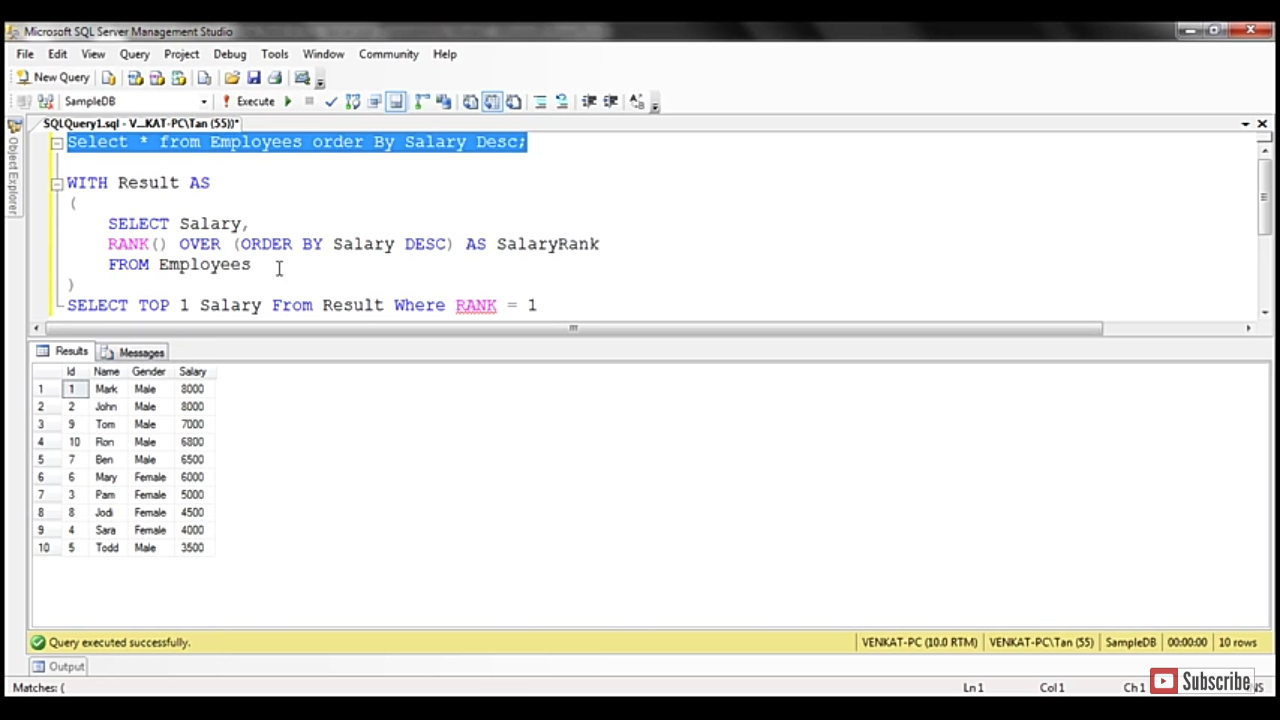 Microsoft SQL Server Management Studio
File Edit View Query Project Debug Tools Window Community Help
New Query
SampleDB Execute
SQLQuery1.sql - V...KAT-PC\Tan (55))*
Object Explorer
Select * from Employees order By Salary Desc;
WITH Result AS
(
SELECT Salary,
RANK() OVER (ORDER BY Salary DESC) AS SalaryRank
FROM Employees
)
SELECT TOP 1 Salary From Result Where RANK = 1
Results Messages
Id Name Gender Salary
1 1 Mark Male 8000
2 2 John Male 8000
3 9 Tom Male 7000
4 10 Ron Male 6800
5 7 Ben Male 6500
6 6 Mary Female 6000
7 3 Pam Female 5000
8 8 Jodi Female 4500
9 4 Sara Female 4000
10 5 Todd Male 3500
Query executed successfully. VENKAT-PC (10.0 RTM) VENKAT-PC\Tan (55) SampleDB 00:00:00 10 rows
Output
Matches: ( Ln1 Col1 Ch1 Subscribe